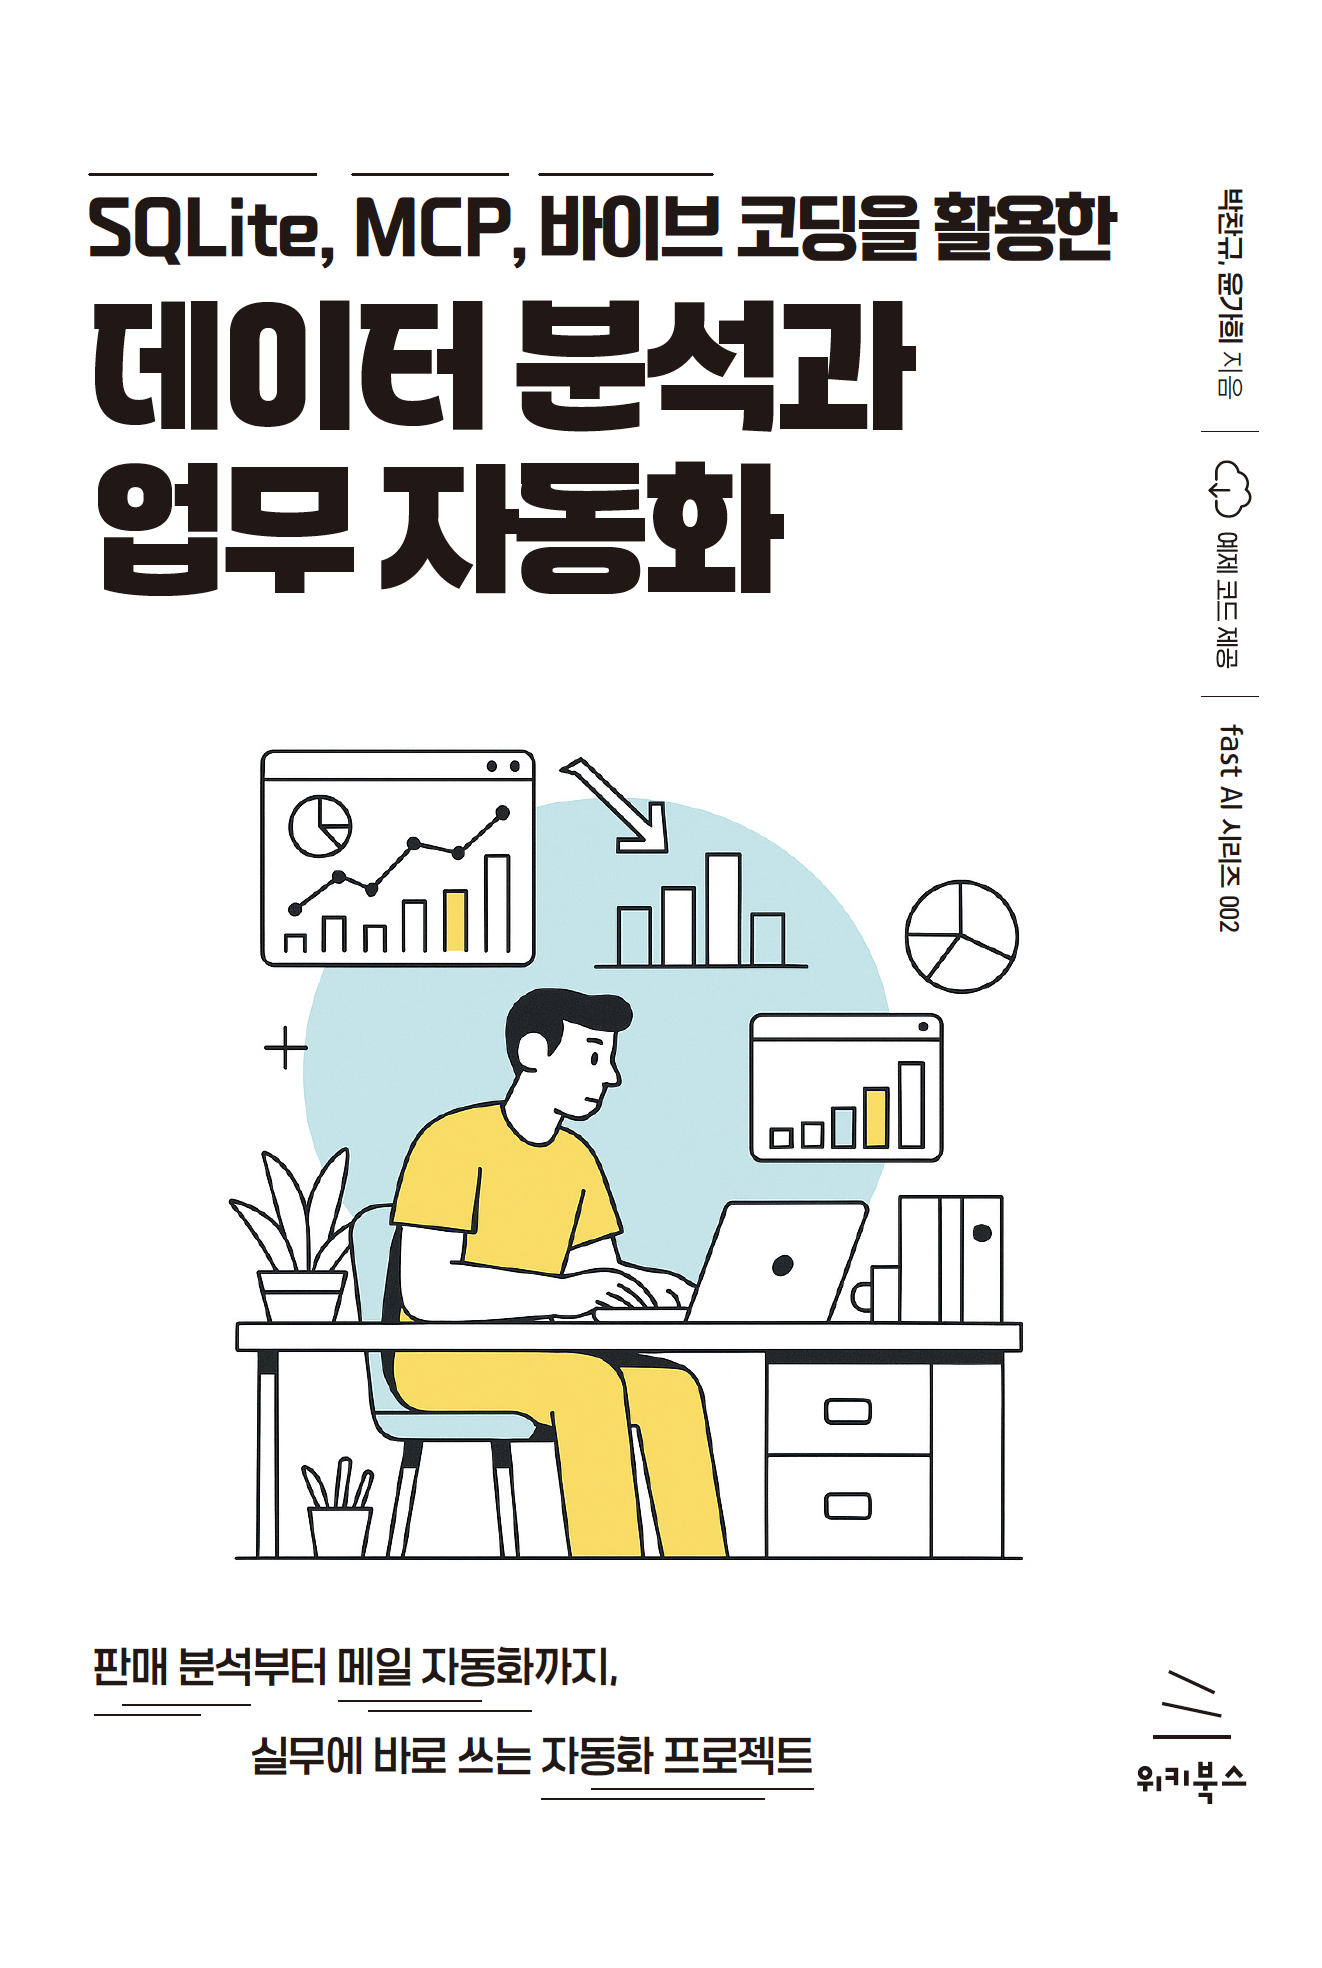 SQLite, MCP, 바이브 코딩을 활용한
데이터 분석과
업무 자동화
박찬규, 윤가희 지음
예제 코드 제공
fast AI 시리즈 002
판매 분석부터 메일 자동화까지,
실무에 바로 쓰는 자동화 프로젝트
위키북스